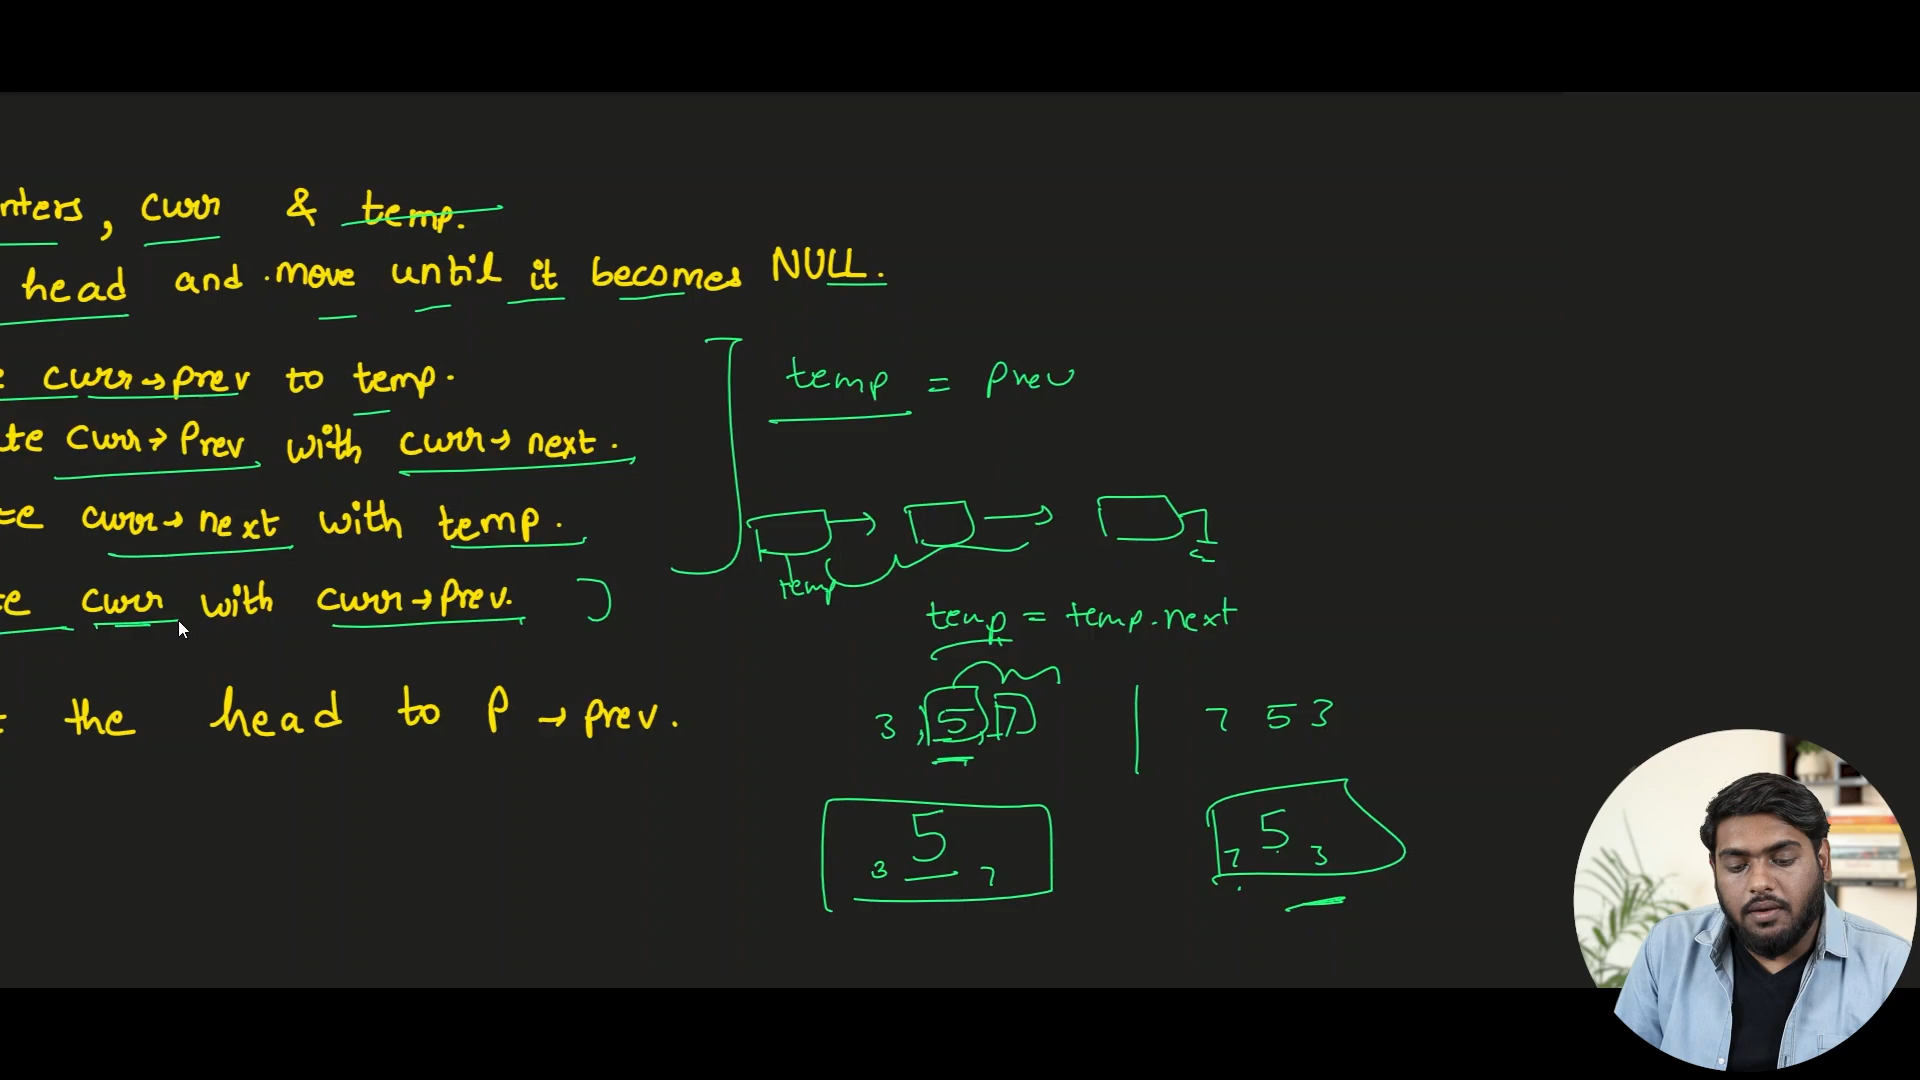 nters, curr & temp.
head and move until it becomes NULL.
e curr→prev to temp.
te curr→Prev with curr→next.
te curr→next with temp.
te curr with curr→Prev.
the head to P→prev.
temp = prev
temp
temp = temp.next
3, 5, 7
7 5 3
3 5 7
7 5 3